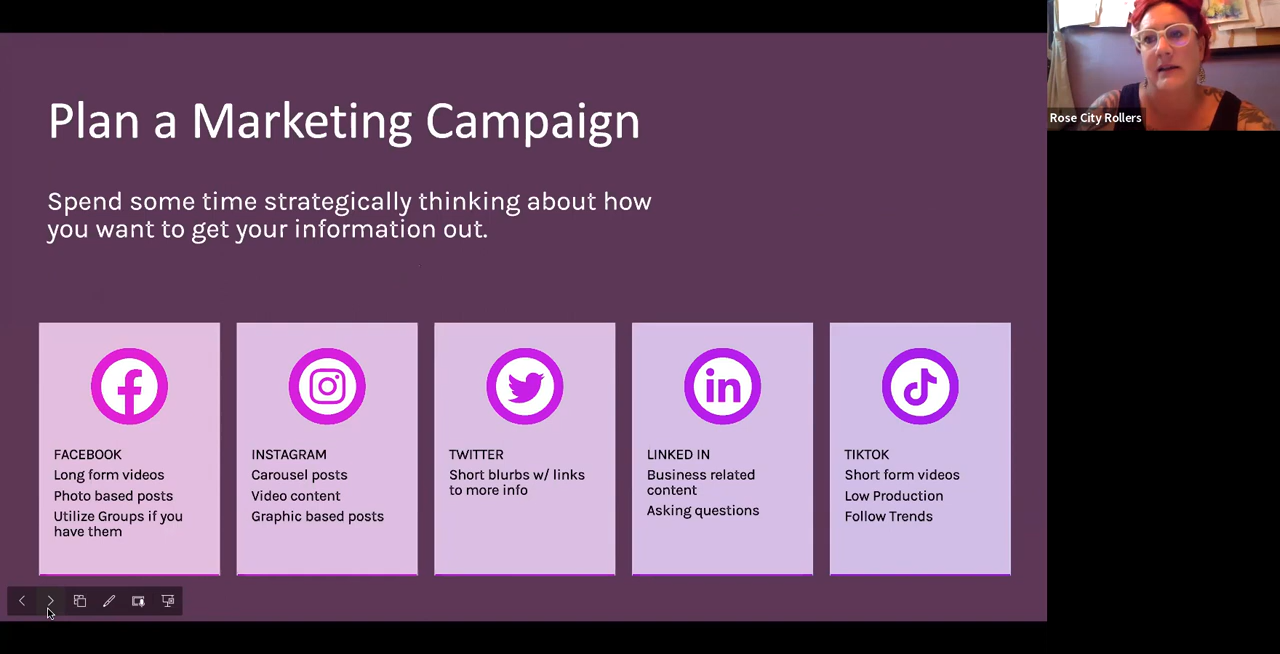 Plan a Marketing Campaign
Spend some time strategically thinking about how
you want to get your information out.
FACEBOOK
Long form videos
Photo based posts
Utilize Groups if you
have them
INSTAGRAM
Carousel posts
Video content
Graphic based posts
TWITTER
Short blurbs w/ links
to more info
LINKED IN
Business related
content
Asking questions
TIKTOK
Short form videos
Low Production
Follow Trends
Rose City Rollers